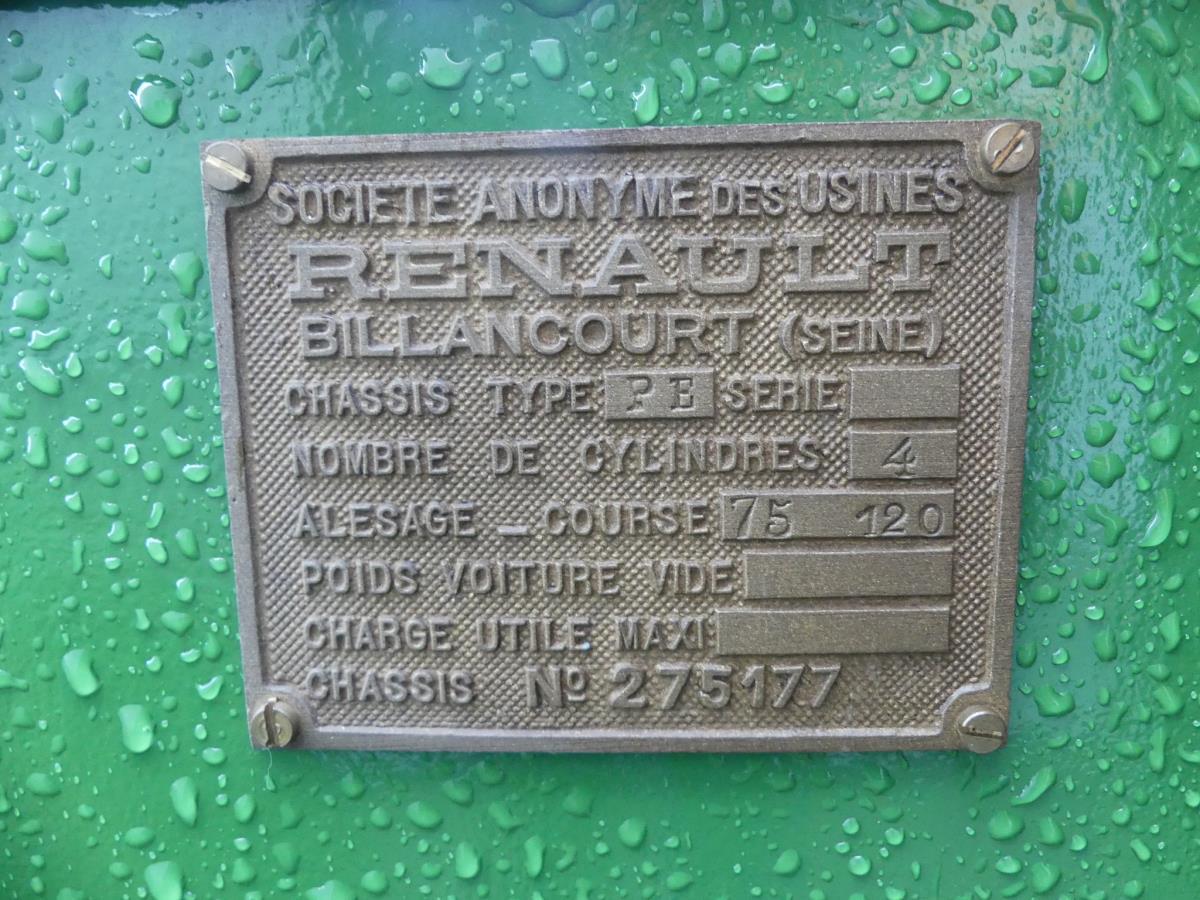 SOCIETE ANONYME DES USINES
RENAULT
BILLANCOURT (SEINE)
CHASSIS TYPE PE SERIE
NOMBRE DE CYLINDRES 4
ALESAGE - COURSE 75 120
POIDS VOITURE VIDE
CHARGE UTILE MAXI
CHASSIS Nº 275177